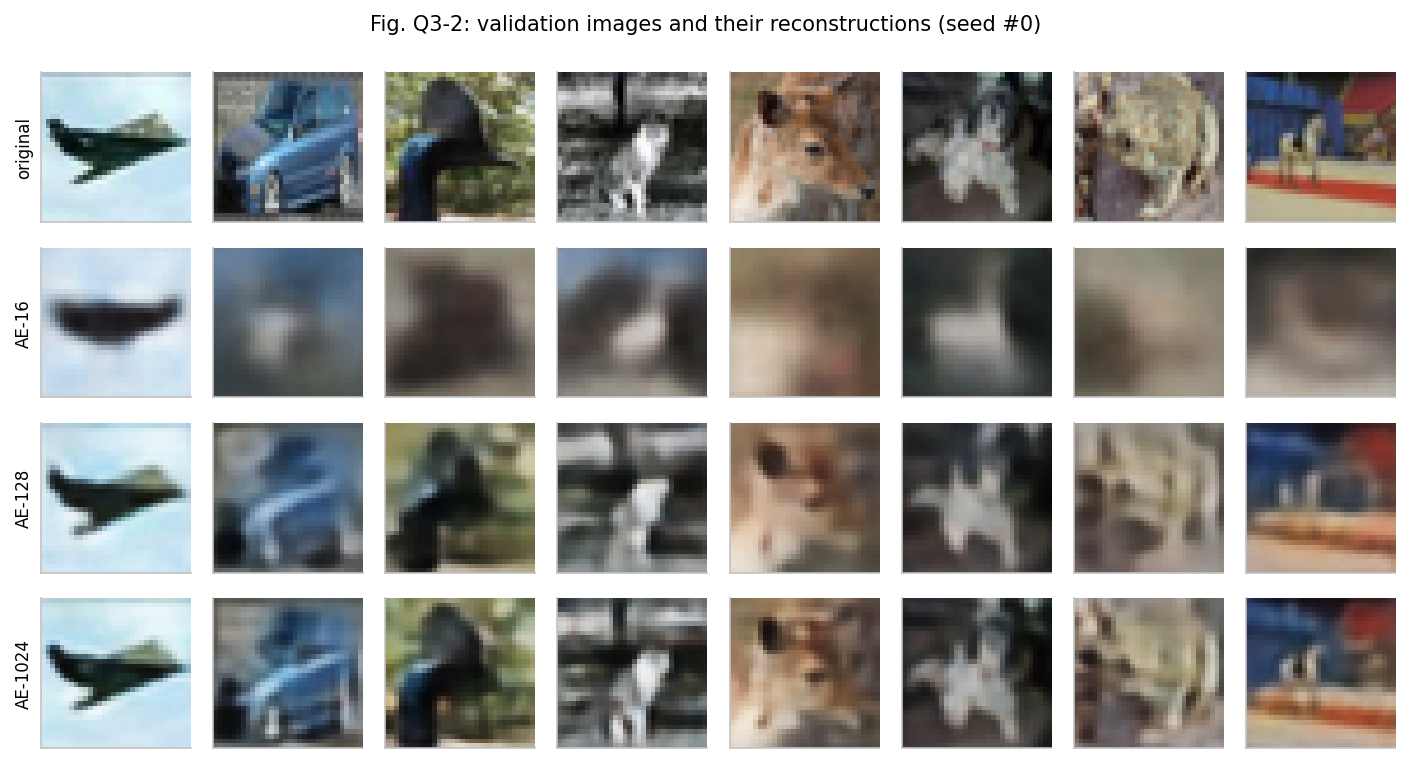 Fig. Q3-2: validation images and their reconstructions (seed #0)
original
AE-16
AE-128
AE-1024